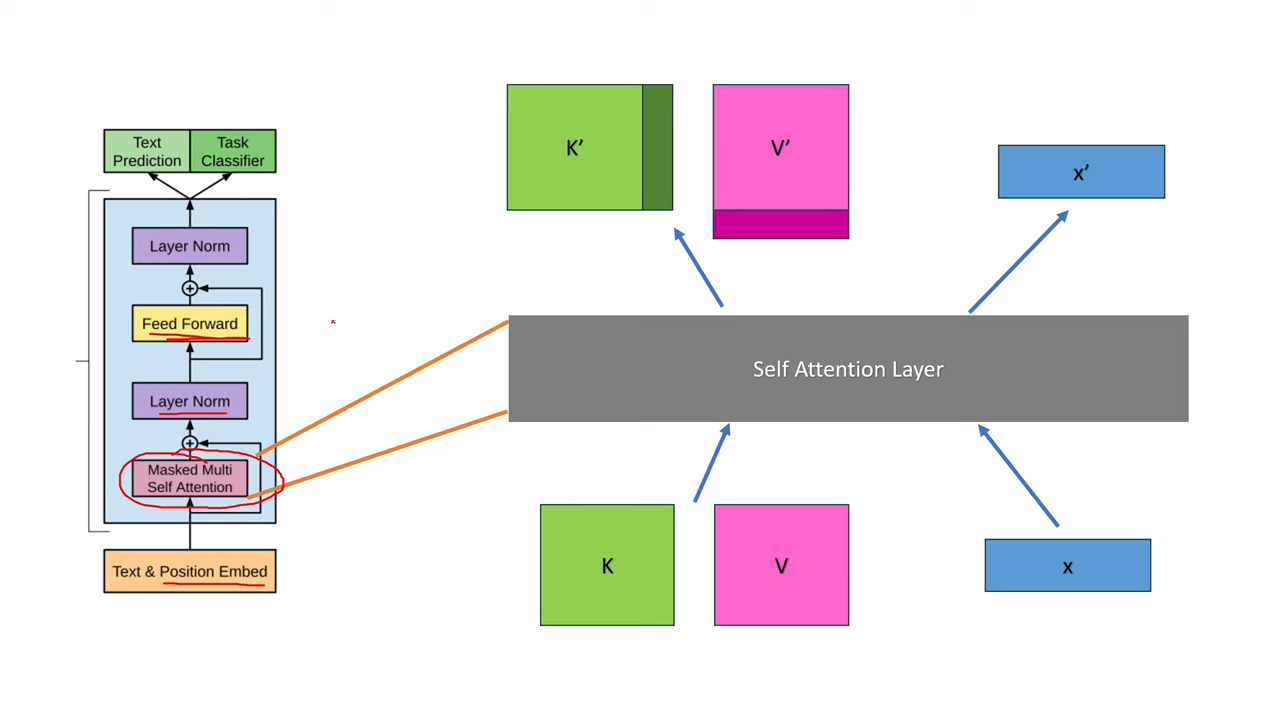 Text
Prediction
Task
Classifier
Layer Norm
Feed Forward
Layer Norm
Masked Multi
Self Attention
Text & Position Embed
K’
V’
x’
Self Attention Layer
K
V
x